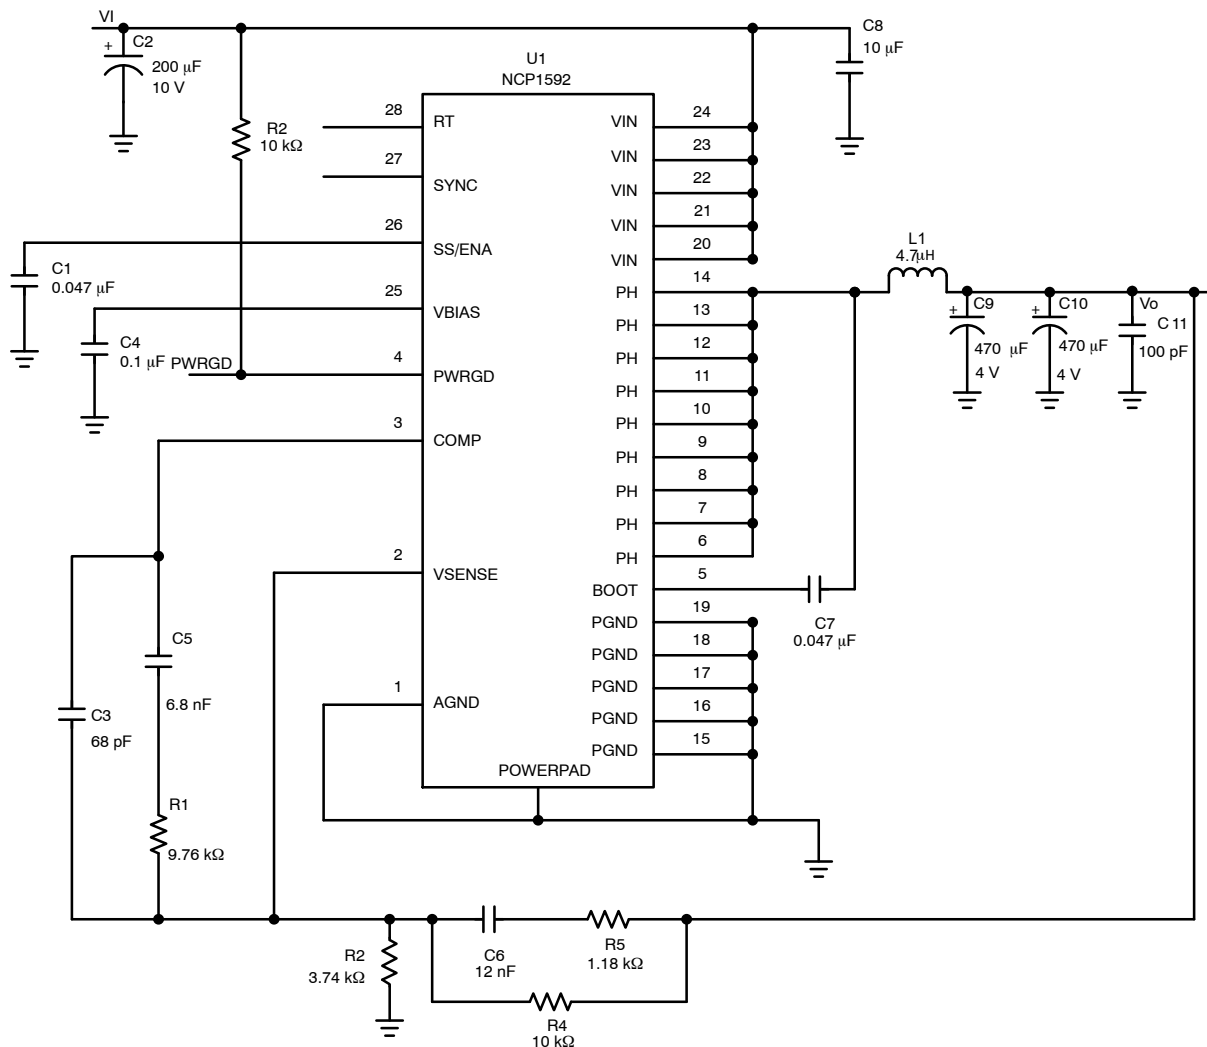 VI
+
C2
200 μF
10 V
R2
10 kΩ
C8
10 μF
U1
NCP1592
28
RT
27
SYNC
26
SS/ENA
25
VBIAS
4
PWRGD
3
COMP
2
VSENSE
1
AGND
POWERPAD
VIN
24
VIN
23
VIN
22
VIN
21
VIN
20
PH
14
PH
13
PH
12
PH
11
PH
10
PH
9
PH
8
PH
7
PH
6
BOOT
5
PGND
19
PGND
18
PGND
17
PGND
16
PGND
15
C1
0.047 μF
C4
0.1 μF
PWRGD
L1
4.7μH
+
C9
470 μF
4 V
+
C10
470 μF
4 V
Vo
C 11
100 pF
C7
0.047 μF
C5
6.8 nF
C3
68 pF
R1
9.76 kΩ
R2
3.74 kΩ
C6
12 nF
R5
1.18 kΩ
R4
10 kΩ